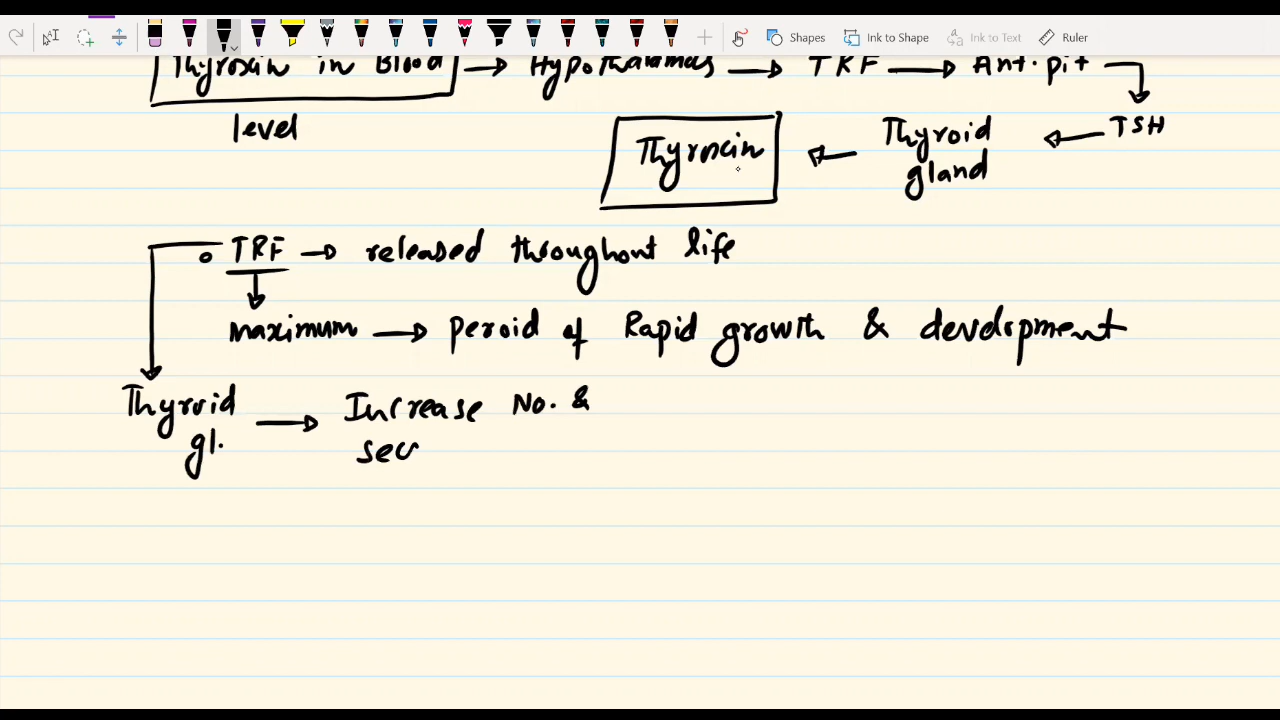 Shapes Ink to Shape Ink to Text Ruler
Thyroxin in Blood → Hypothalamus → TRF → Ant. pit
level
TSH
Thyroid
gland
Thyroxin
TRF → released throughout life
maximum → peroid of Rapid growth & development
Thyroid
gl.
→ Increase No. &
sec